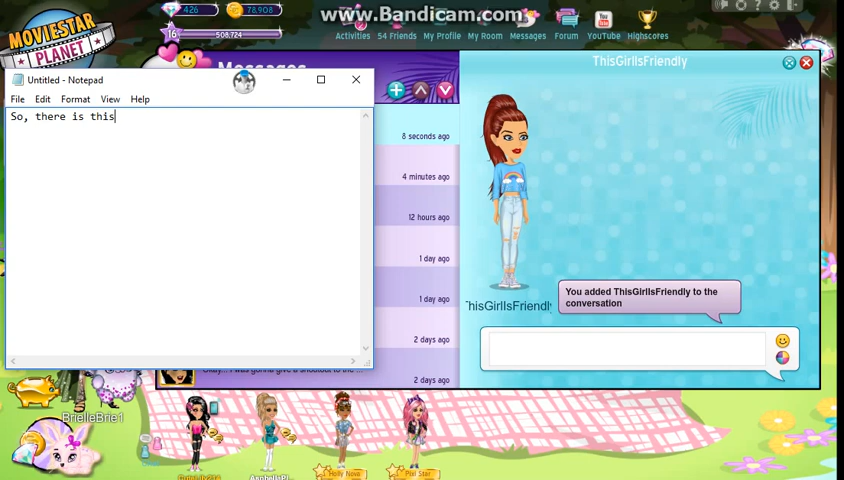 www.Bandicam.com
MOVIESTAR
PLANET
426
78,908
16
508,724
Activities
54 Friends
My Profile
My Room
Messages
Forum
YouTube
Highscores
Messages
ThisGirlIsFriendly
Untitled - Notepad
File Edit Format View Help
So, there is this
8 seconds ago
4 minutes ago
12 hours ago
1 day ago
1 day ago
2 days ago
2 days ago
You added ThisGirlIsFriendly to the
conversation
hisGirlIsFriendl
BrielleBrie1
Holly Nova
Pixi Star